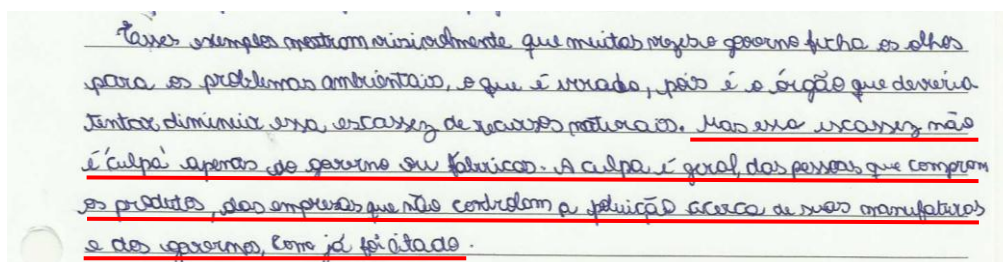 Esses exemplos mostram visivelmente que muitas vezes o governo fecha os olhos
para os problemas ambientais, o que é errado, pois é o órgão que deveria
tentar diminuir essa escassez de recursos naturais. Mas essa escassez não
é 'culpa' apenas do governo ou fábricas. A culpa é geral, das pessoas que compram
os produtos, das empresas que não controlam a poluição acerca de suas manufaturas
e dos governos, como já foi citado.